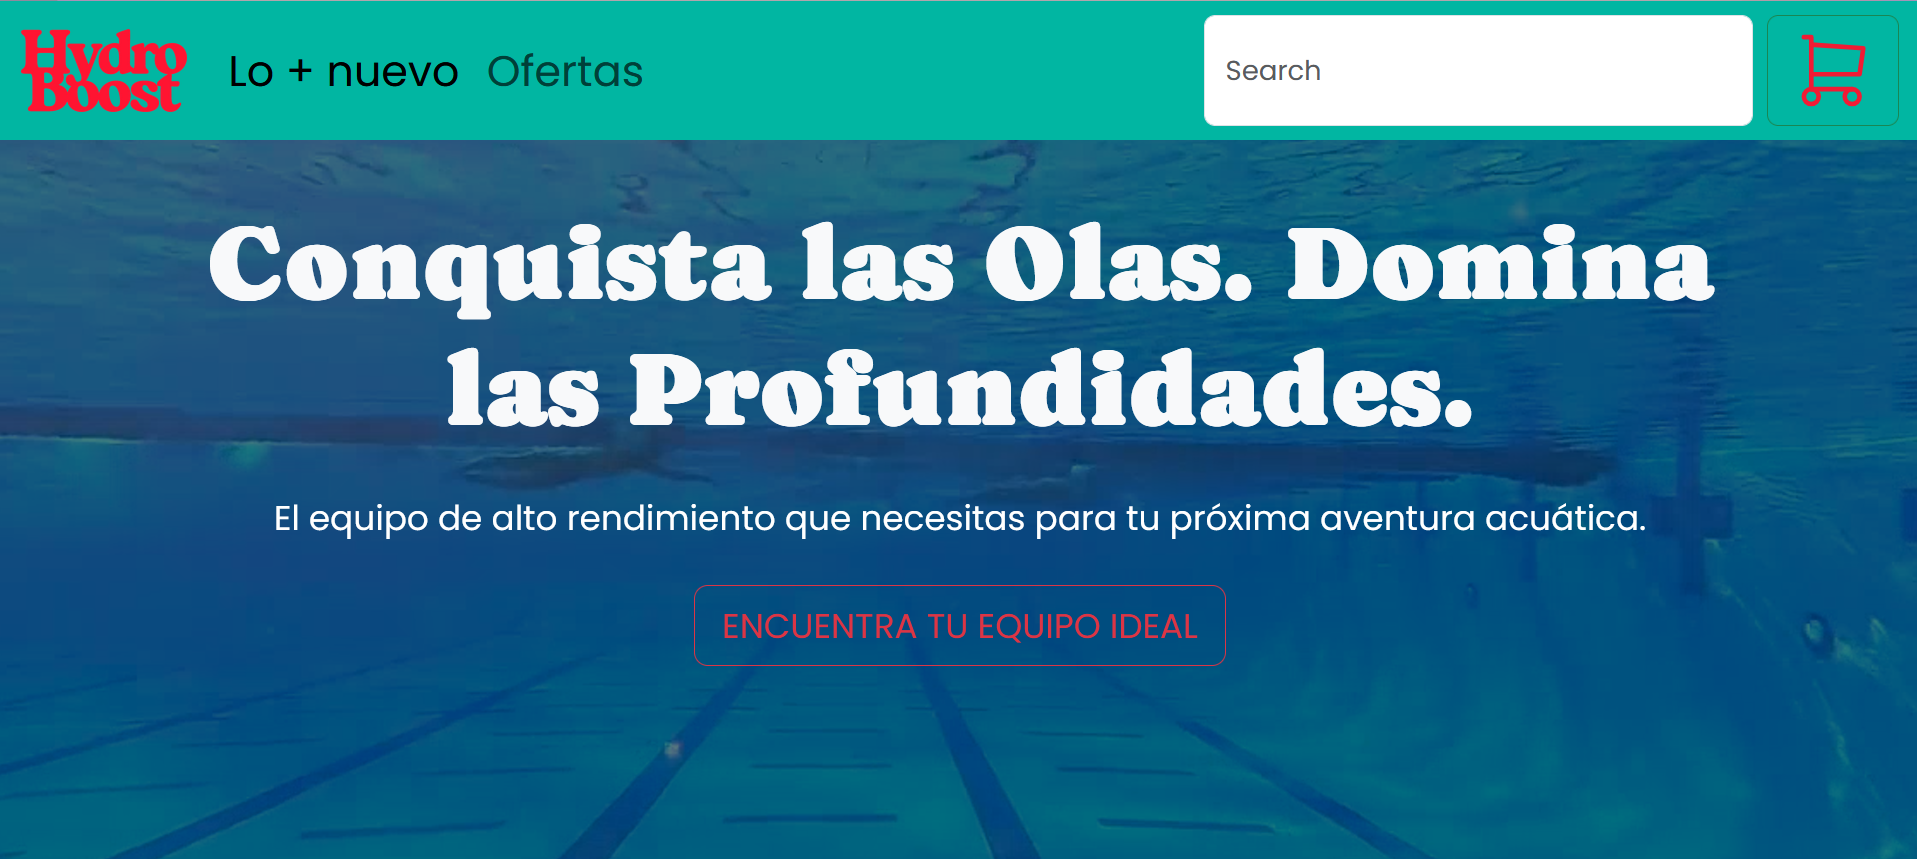 Hydro
Boost
Lo + nuevo
Ofertas
Search
Conquista las Olas. Domina
las Profundidades.
El equipo de alto rendimiento que necesitas para tu próxima aventura acuática.
ENCUENTRA TU EQUIPO IDEAL